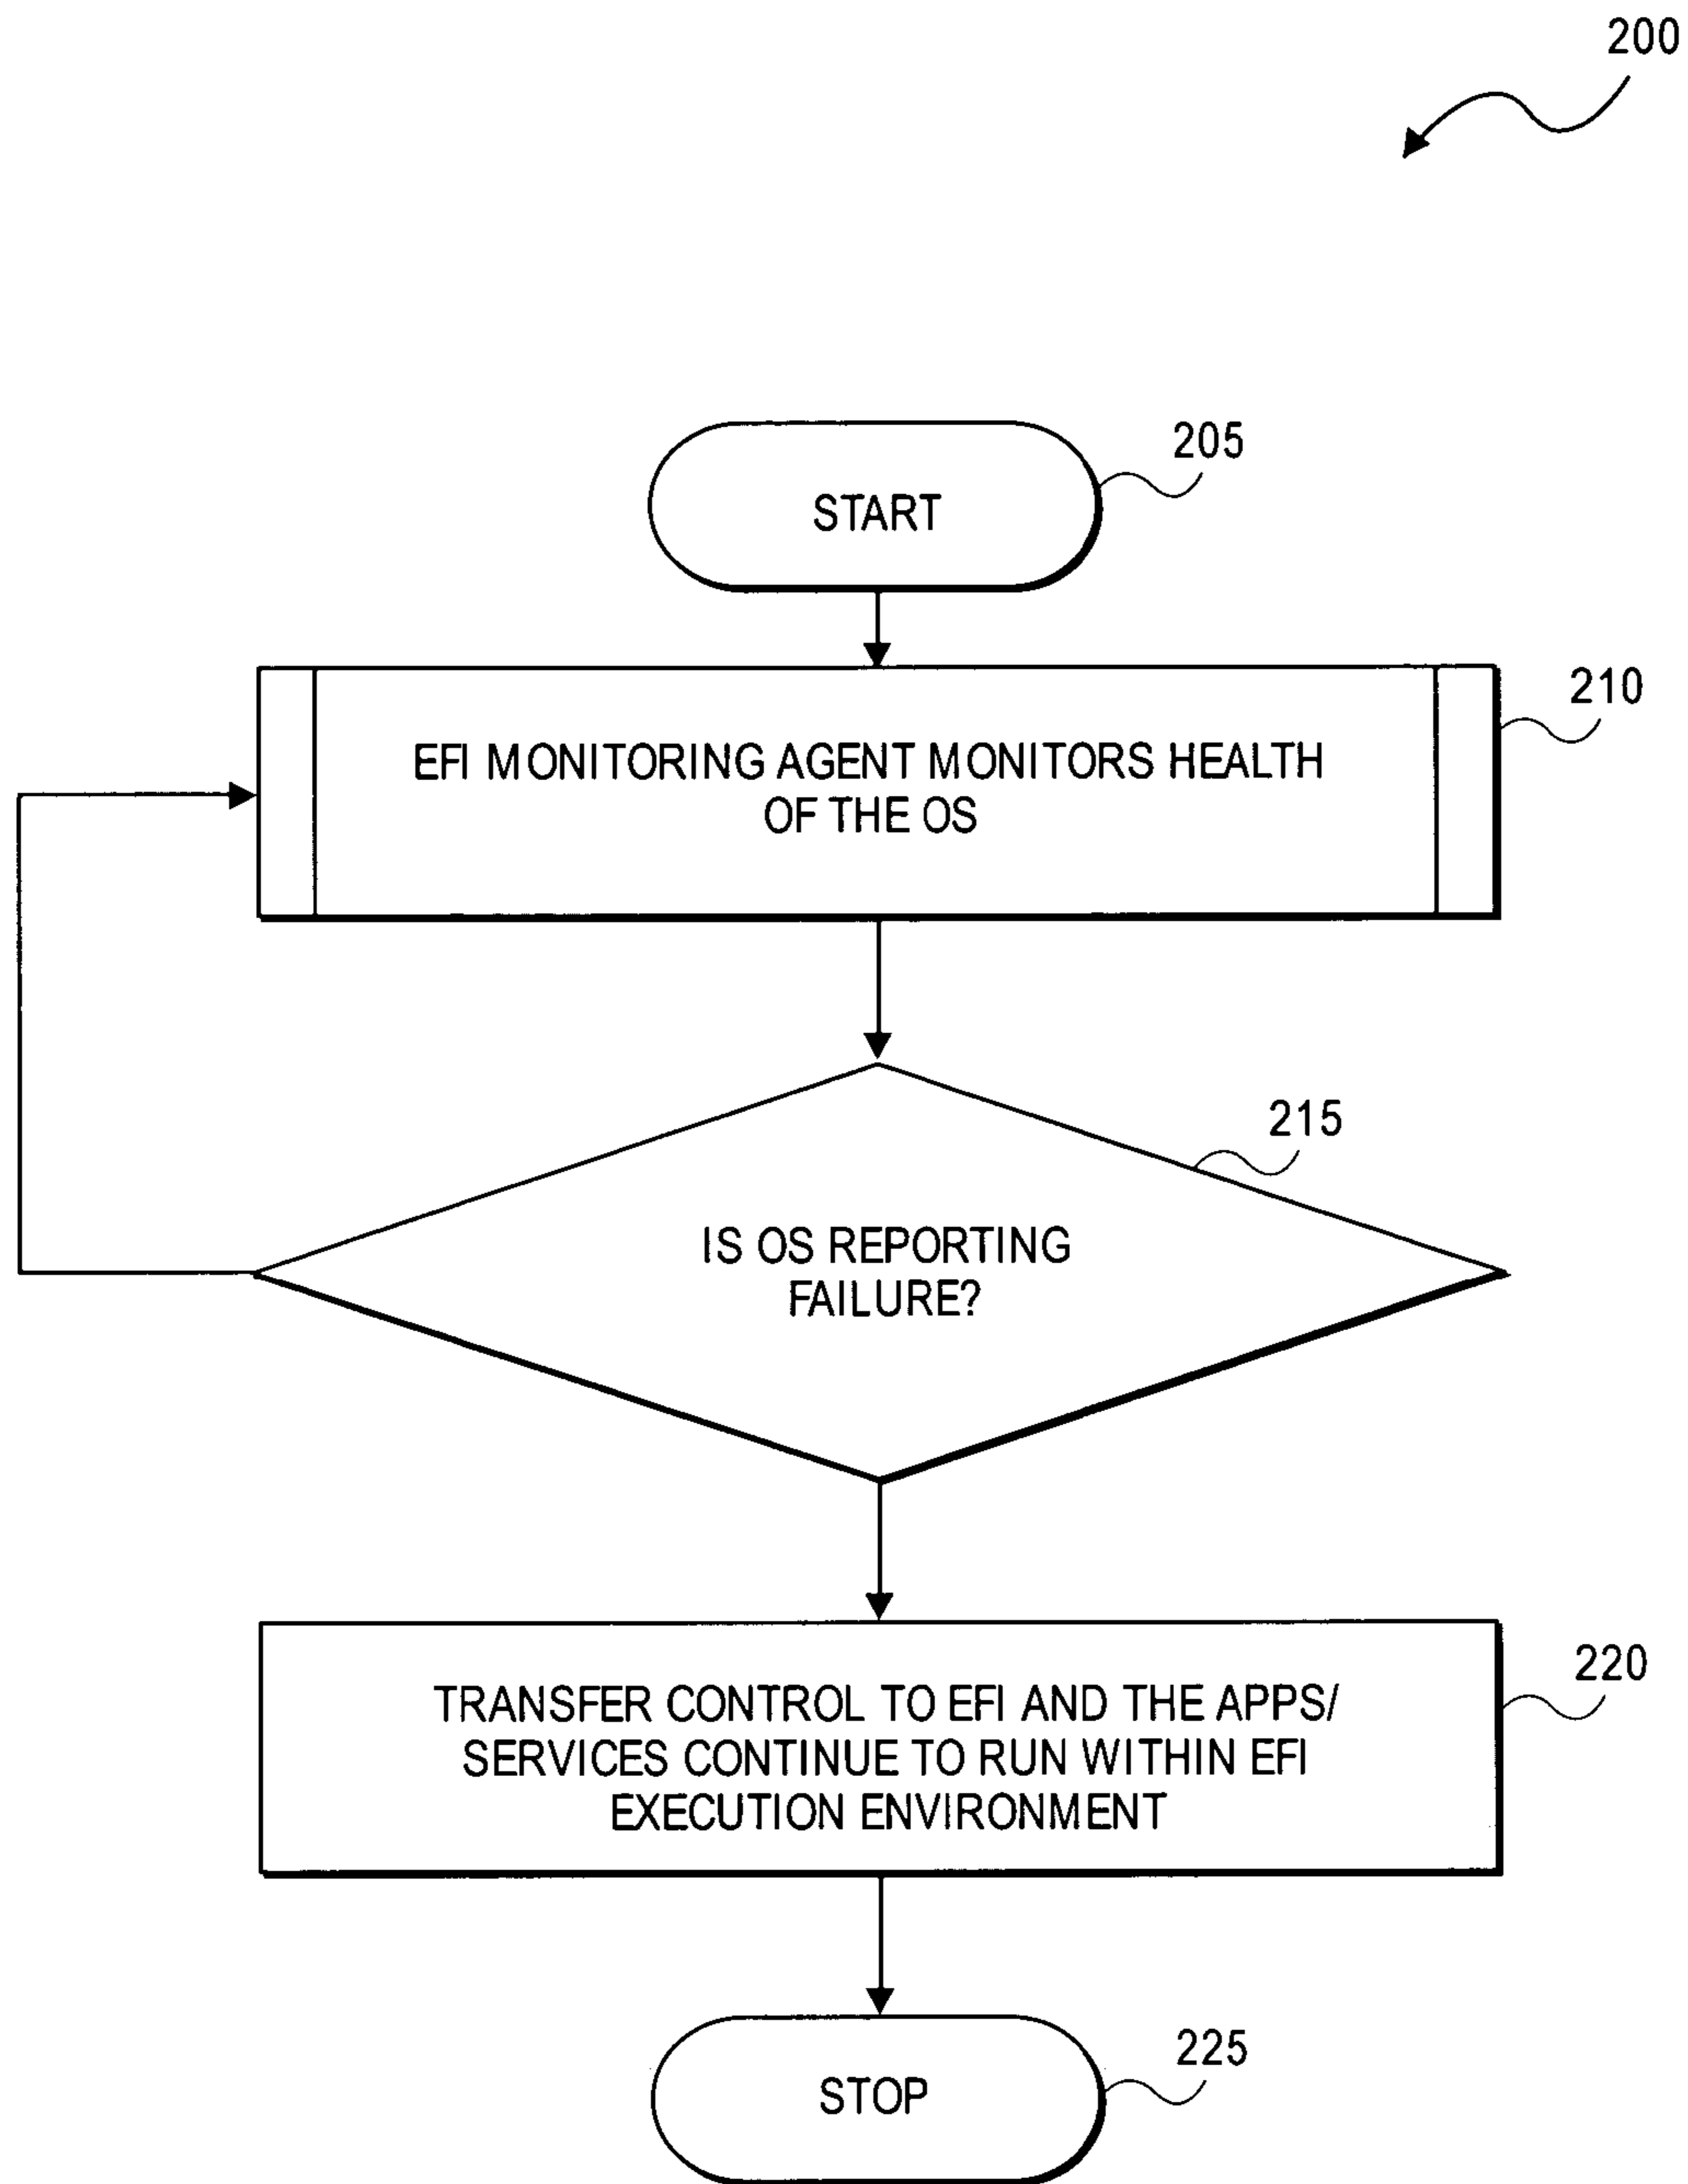 200
START
205
EFI MONITORING AGENT MONITORS HEALTH
OF THE OS
210
IS OS REPORTING
FAILURE?
215
TRANSFER CONTROL TO EFI AND THE APPS/
SERVICES CONTINUE TO RUN WITHIN EFI
EXECUTION ENVIRONMENT
220
STOP
225